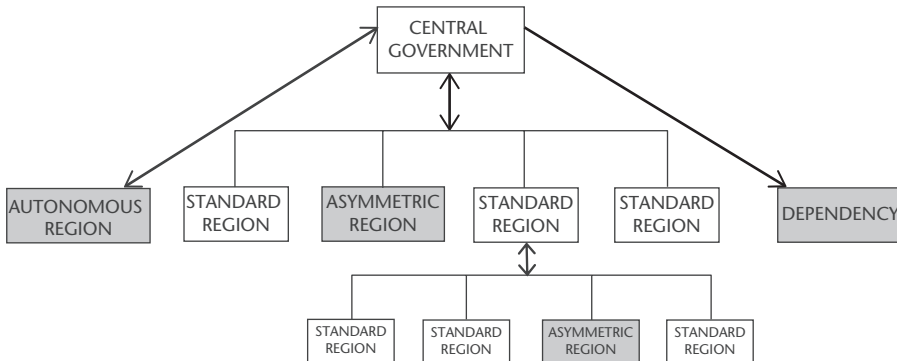 CENTRAL
GOVERNMENT
AUTONOMOUS
REGION
STANDARD
REGION
ASYMMETRIC
REGION
STANDARD
REGION
STANDARD
REGION
DEPENDENCY
STANDARD
REGION
STANDARD
REGION
ASYMMETRIC
REGION
STANDARD
REGION